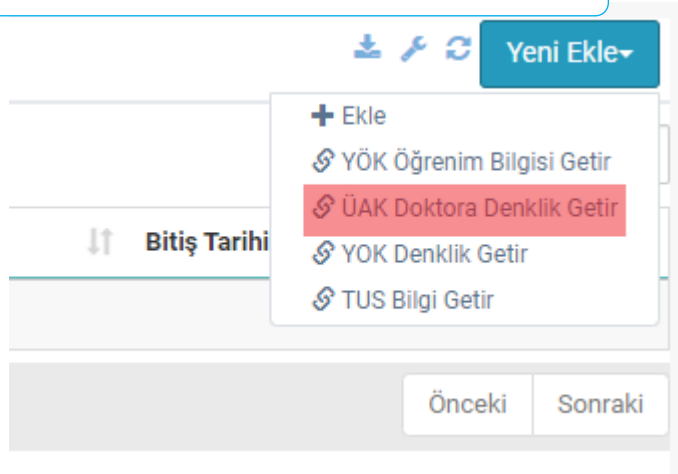 Yeni Ekle
Ekle
YÖK Öğrenim Bilgisi Getir
ÜAK Doktora Denklik Getir
Bitiş Tarihi
YOK Denklik Getir
TUS Bilgi Getir
Önceki
Sonraki